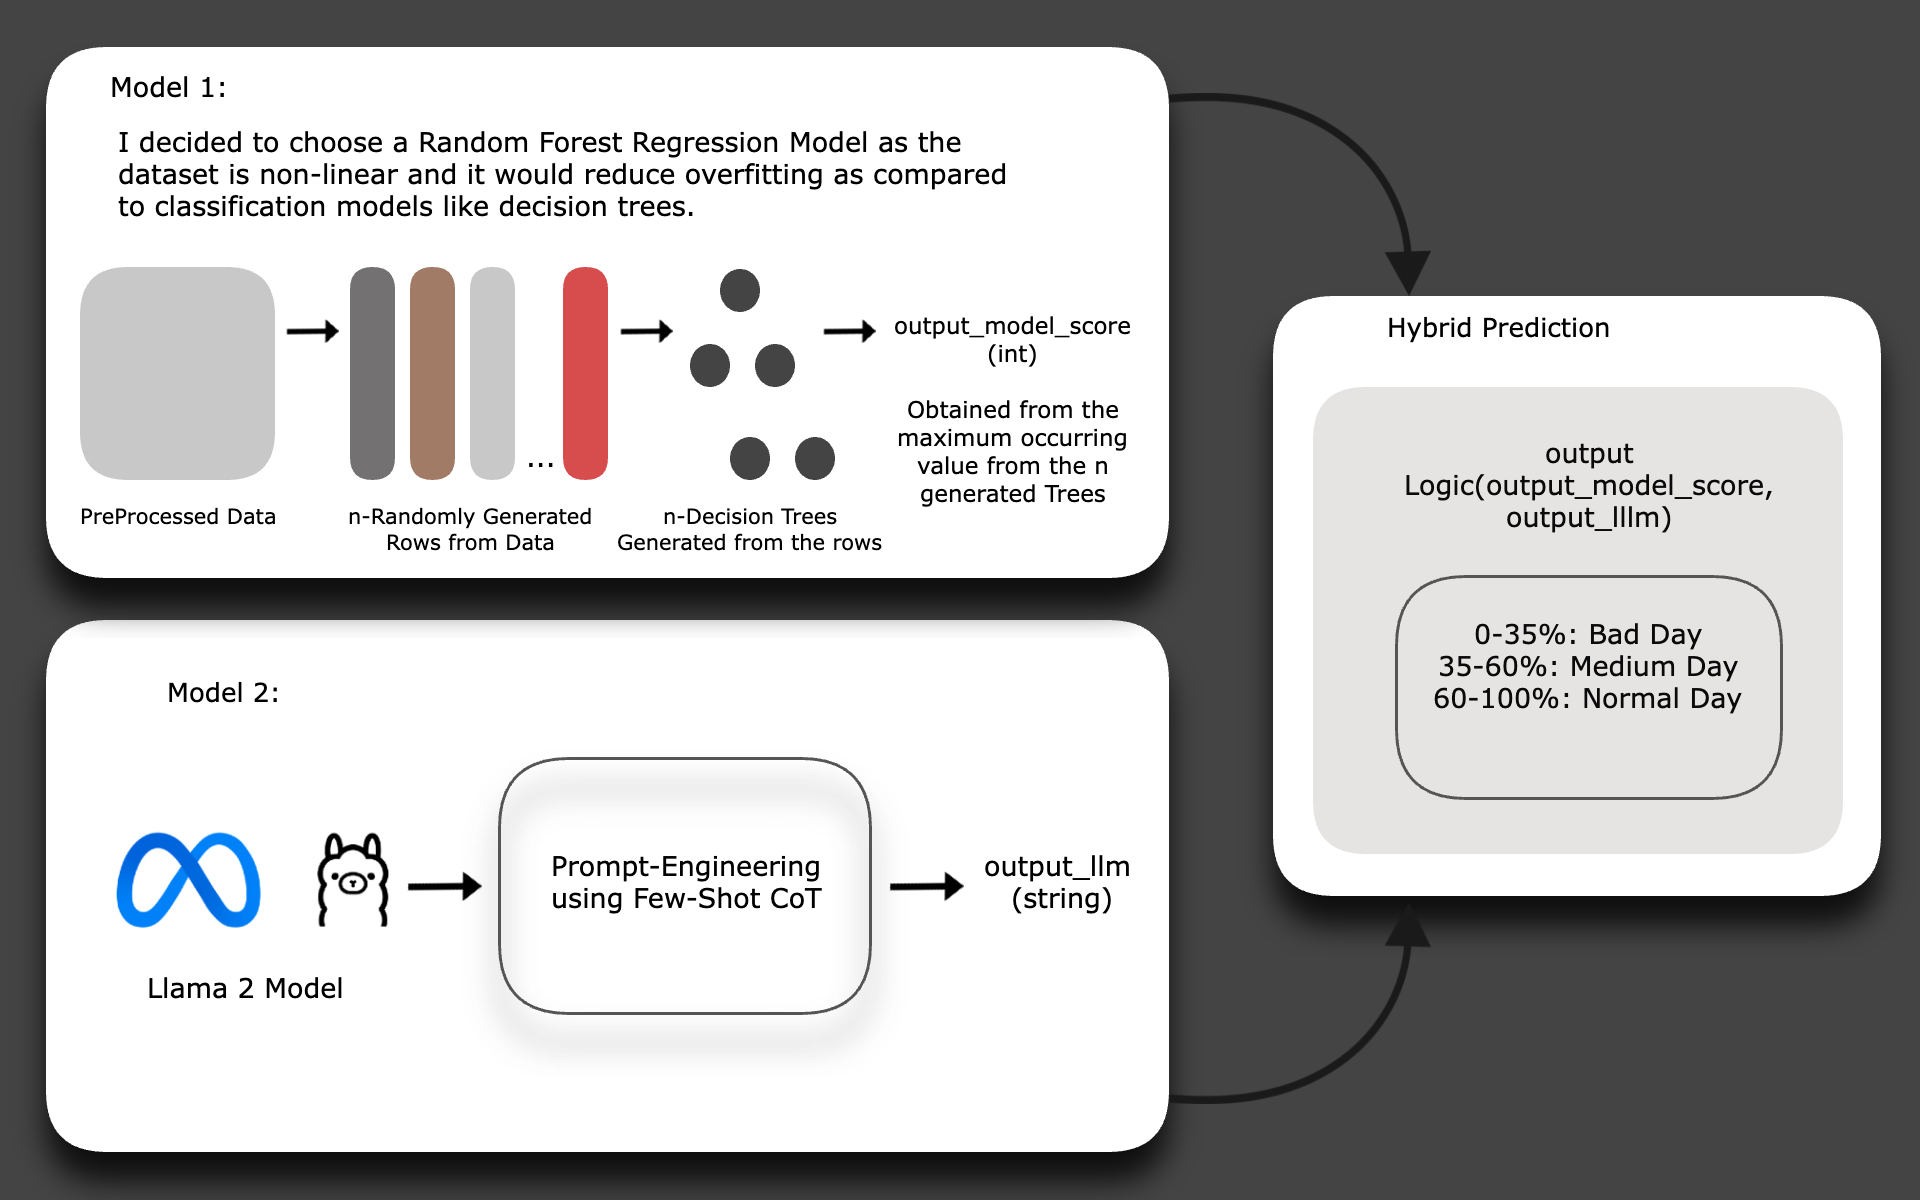 Model 1:
I decided to choose a Random Forest Regression Model as the
dataset is non-linear and it would reduce overfitting as compared
to classification models like decision trees.
...
PreProcessed Data
n-Randomly Generated
Rows from Data
n-Decision Trees
Generated from the rows
output_model_score
(int)
Obtained from the
maximum occurring
value from the n
generated Trees
Model 2:
Llama 2 Model
Prompt-Engineering
using Few-Shot CoT
output_llm
(string)
Hybrid Prediction
output
Logic(output_model_score,
output_lllm)
0-35%: Bad Day
35-60%: Medium Day
60-100%: Normal Day